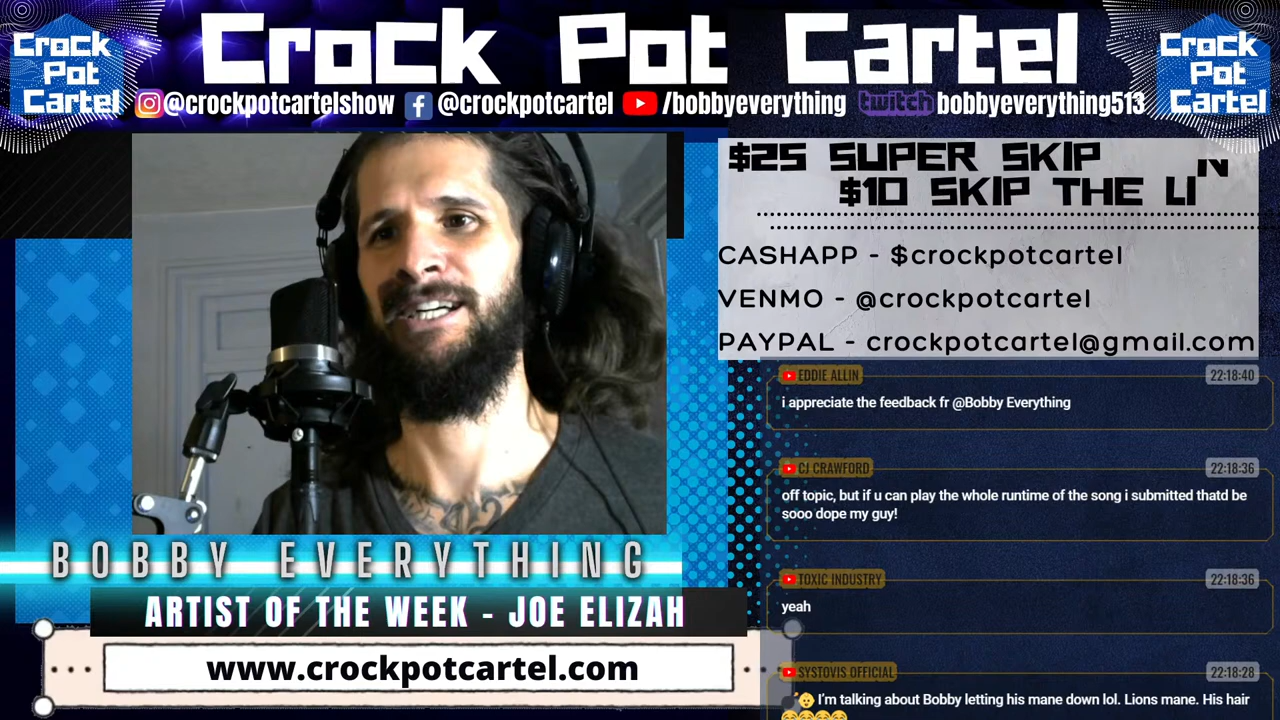 Crock Pot Cartel
Crock
Pot
Cartel
Crock
Pot
Cartel
@crockpotcartelshow @crockpotcartel /bobbyeverything twitch bobbyeverything513
$25 SUPER SKIP
$10 SKIP THE LIN
CASHAPP - $crockpotcartel
VENMO - @crockpotcartel
PAYPAL - crockpotcartel@gmail.com
EDDIE ALLIN 22:18:40
i appreciate the feedback fr @Bobby Everything
CJ CRAWFORD 22:18:36
off topic, but if u can play the whole runtime of the song i submitted thatd be
sooo dope my guy!
TOXIC INDUSTRY 22:18:36
yeah
SYSTOVIS OFFICIAL 22:18:28
I'm talking about Bobby letting his mane down lol. Lions mane. His hair
BOBBY EVERYTHING
ARTIST OF THE WEEK - JOE ELIZAH
www.crockpotcartel.com